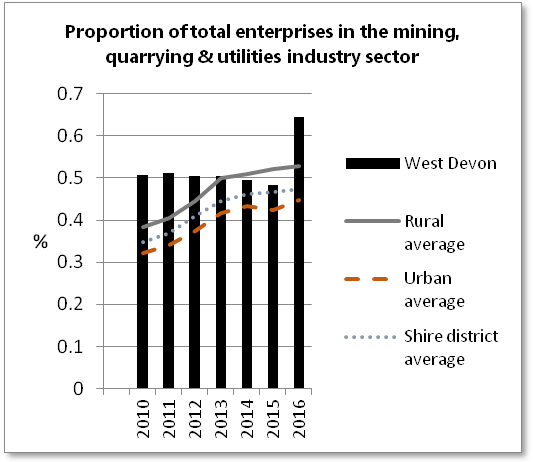 Proportion of total enterprises in the mining,
quarrying & utilities industry sector
0.7
0.6
0.5
0.4
0.3
0.2
0.1
0
%
2010
2011
2012
2013
2014
2015
2016
West Devon
Rural
average
Urban
average
Shire district
average